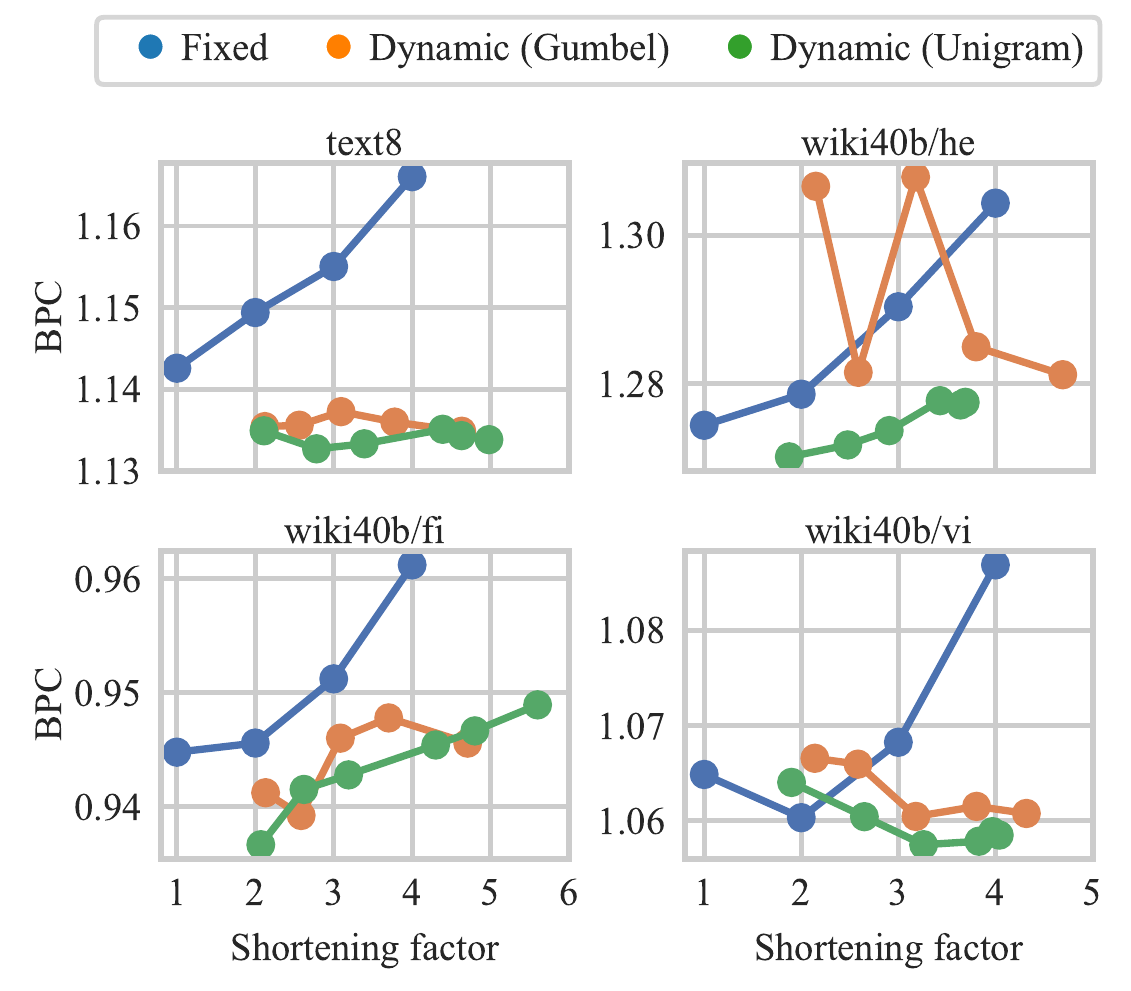 Fixed Dynamic (Gumbel) Dynamic (Unigram)
text8 wiki40b/he
BPC
1.16
1.15
1.14
1.13
1.30
1.28
wiki40b/fi wiki40b/vi
BPC
0.96
0.95
0.94
1.08
1.07
1.06
1 2 3 4 5 6
1 2 3 4 5
Shortening factor Shortening factor